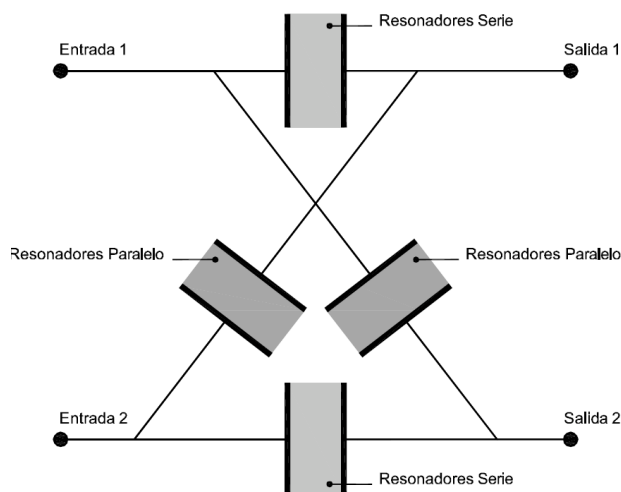 Resonadores Serie
Entrada 1
Salida 1
Resonadores Paralelo
Resonadores Paralelo
Entrada 2
Salida 2
Resonadores Serie